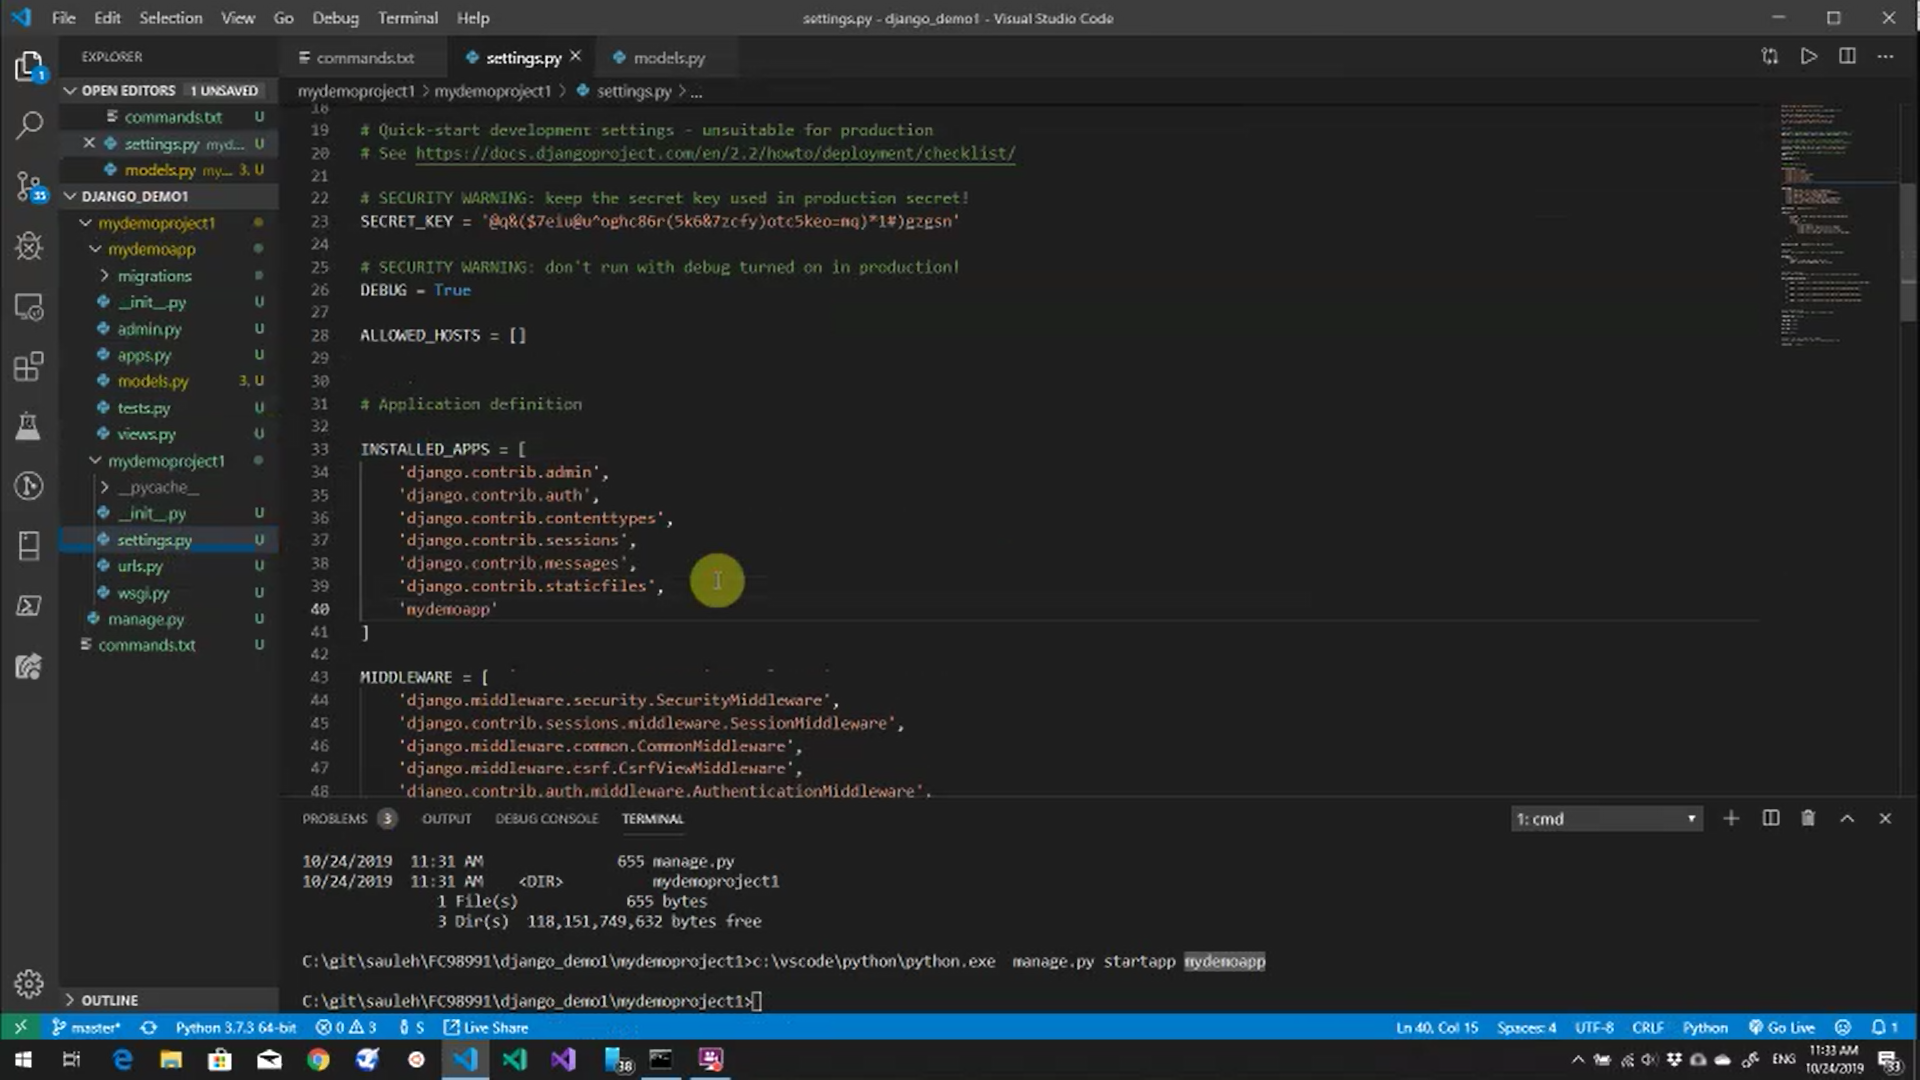 File Edit Selection View Go Debug Terminal Help
settings.py - django_demo1 - Visual Studio Code
EXPLORER
OPEN EDITORS 1 UNSAVED
commands.txt U
settings.py myd... U
models.py my... 3, U
DJANGO_DEMO1
mydemoproject1
mydemoapp
migrations
__init__.py U
admin.py U
apps.py U
models.py 3, U
tests.py U
views.py U
mydemoproject1
__pycache__
__init__.py U
settings.py U
urls.py U
wsgi.py U
manage.py U
commands.txt U
OUTLINE
1
35
commands.txt settings.py models.py
mydemoproject1 > mydemoproject1 > settings.py > ...
18
19 # Quick-start development settings - unsuitable for production
20 # See https://docs.djangoproject.com/en/2.2/howto/deployment/checklist/
21
22 # SECURITY WARNING: keep the secret key used in production secret!
23 SECRET_KEY = '@q&($7eiu@u^oghc86r(5k6&7zcfy)otc5keo=mq)*1#)gzgsn'
24
25 # SECURITY WARNING: don't run with debug turned on in production!
26 DEBUG = True
27
28 ALLOWED_HOSTS = []
29
30
31 # Application definition
32
33 INSTALLED_APPS = [
34 'django.contrib.admin',
35 'django.contrib.auth',
36 'django.contrib.contenttypes',
37 'django.contrib.sessions',
38 'django.contrib.messages',
39 'django.contrib.staticfiles',
40 'mydemoapp'
41 ]
42
43 MIDDLEWARE = [
44 'django.middleware.security.SecurityMiddleware',
45 'django.contrib.sessions.middleware.SessionMiddleware',
46 'django.middleware.common.CommonMiddleware',
47 'django.middleware.csrf.CsrfViewMiddleware',
48 'django.contrib.auth.middleware.AuthenticationMiddleware',
PROBLEMS 3 OUTPUT DEBUG CONSOLE TERMINAL 1: cmd
10/24/2019 11:31 AM 655 manage.py
10/24/2019 11:31 AM <DIR> mydemoproject1
1 File(s) 655 bytes
3 Dir(s) 118,151,749,632 bytes free
C:\git\sauleh\FC98991\django_demo1\mydemoproject1>c:\vscode\python\python.exe manage.py startapp mydemoapp
C:\git\sauleh\FC98991\django_demo1\mydemoproject1>
master* Python 3.7.3 64-bit 0 3 S Live Share Ln 40, Col 15 Spaces: 4 UTF-8 CRLF Python Go Live 1
38
ENG
11:33 AM
10/24/2019
33